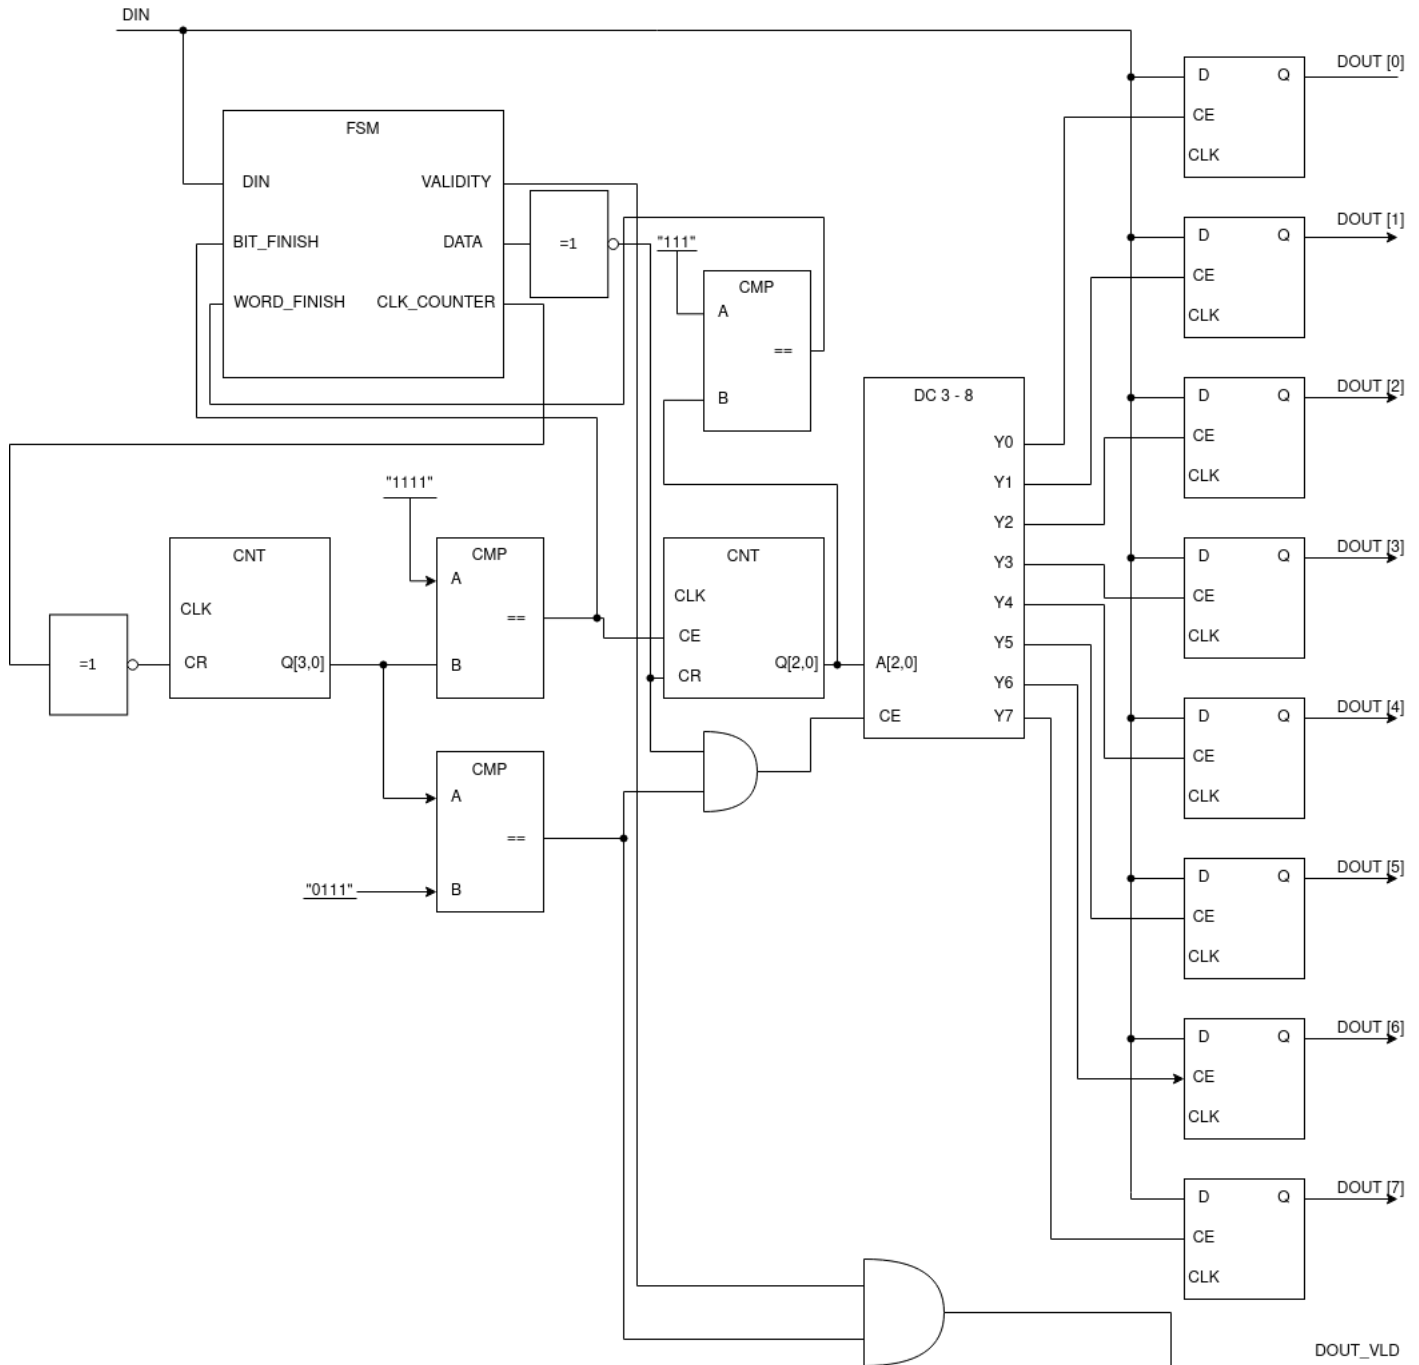 DIN
FSM
DIN
VALIDITY
BIT_FINISH
DATA
WORD_FINISH
CLK_COUNTER
=1
"111"
CMP
A
==
B
DC 3 - 8
Y0
Y1
Y2
Y3
Y4
Y5
Y6
A[2,0]
CE
Y7
"1111"
CNT
CLK
CR
Q[3,0]
=1
CMP
A
==
B
CNT
CLK
CE
CR
Q[2,0]
CMP
A
==
"0111"
B
D
Q
DOUT [0]
CE
CLK
D
Q
DOUT [1]
CE
CLK
D
Q
DOUT [2]
CE
CLK
D
Q
DOUT [3]
CE
CLK
D
Q
DOUT [4]
CE
CLK
D
Q
DOUT [5]
CE
CLK
D
Q
DOUT [6]
CE
CLK
D
Q
DOUT [7]
CE
CLK
DOUT_VLD